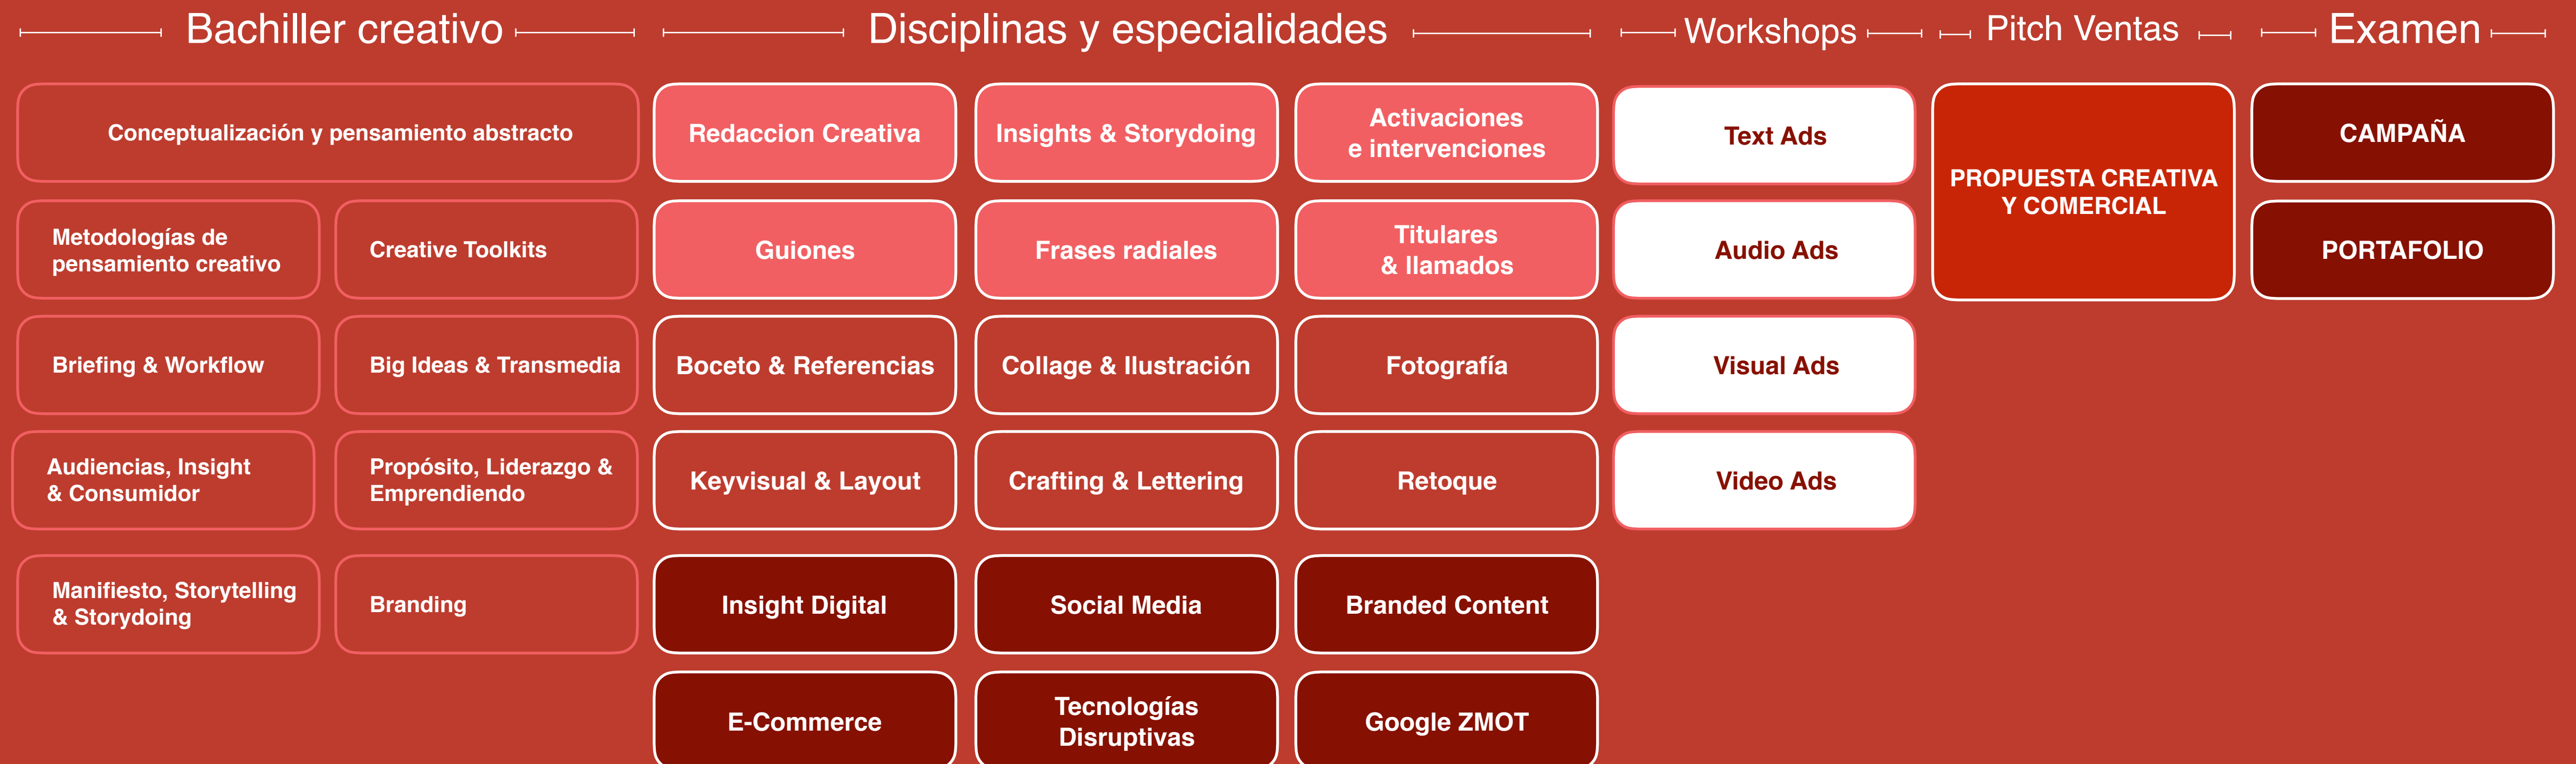 Bachiller creativo
Disciplinas y especialidades
Workshops
Pitch Ventas
Examen
Conceptualización y pensamiento abstracto
Redaccion Creativa
Insights & Storydoing
Activaciones
e intervenciones
Text Ads
PROPUESTA CREATIVA
Y COMERCIAL
CAMPAÑA
Metodologías de
pensamiento creativo
Creative Toolkits
Guiones
Frases radiales
Titulares
& llamados
Audio Ads
PORTAFOLIO
Briefing & Workflow
Big Ideas & Transmedia
Boceto & Referencias
Collage & Ilustración
Fotografía
Visual Ads
Audiencias, Insight
& Consumidor
Propósito, Liderazgo &
Emprendiendo
Keyvisual & Layout
Crafting & Lettering
Retoque
Video Ads
Manifiesto, Storytelling
& Storydoing
Branding
Insight Digital
Social Media
Branded Content
E-Commerce
Tecnologías
Disruptivas
Google ZMOT